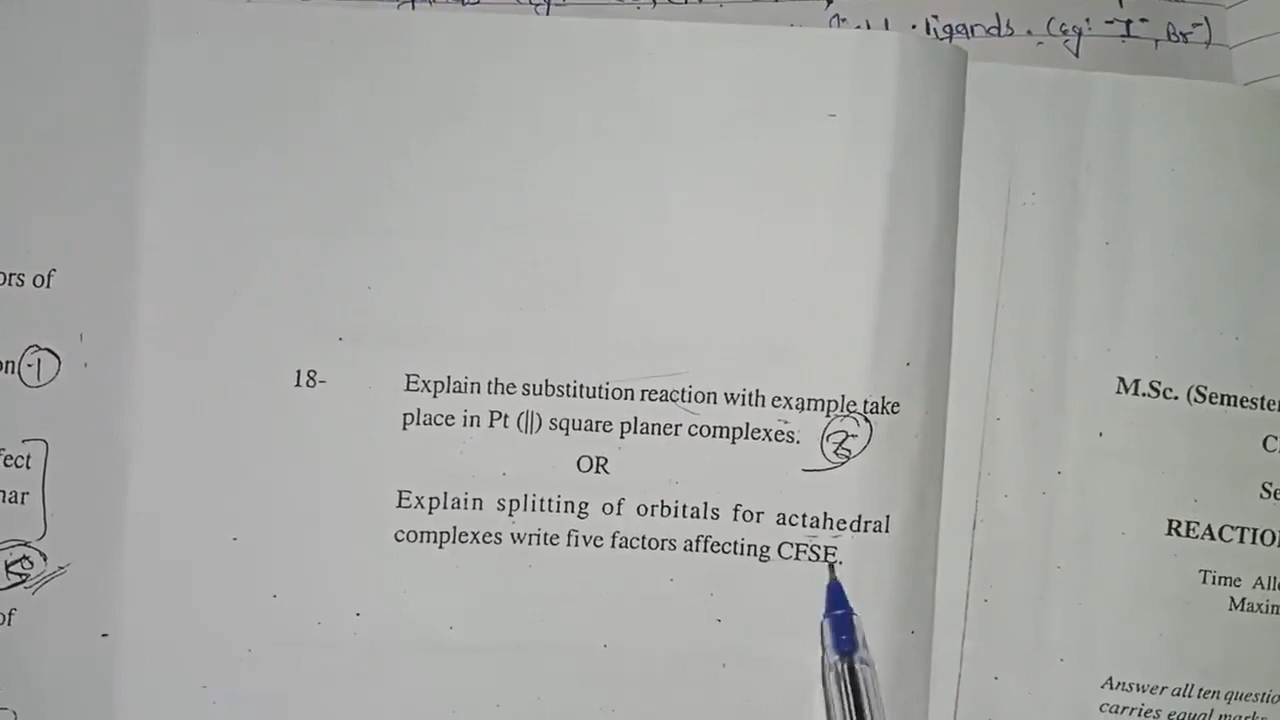 ligands. (eg: -I⁻, Br⁻)
ors of
on (-1)
18-
Explain the substitution reaction with example take
place in Pt (||) square planer complexes.
OR
Explain splitting of orbitals for actahedral
complexes write five factors affecting CFSE.
fect
nar
of
M.Sc. (Semeste
C
Se
REACTIO
Time All
Maxin
Answer all ten questio
carries equal mark